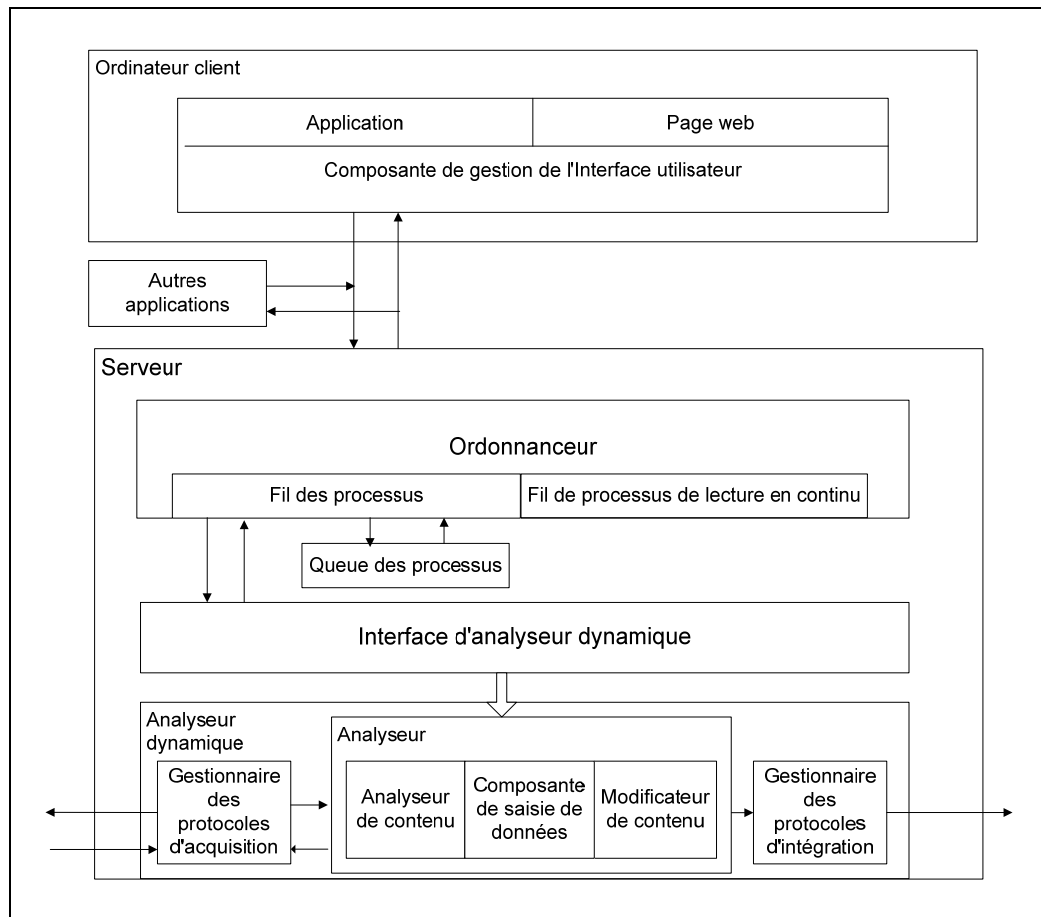 Ordinateur client
Application
Page web
Composante de gestion de l'Interface utilisateur
Autres
applications
Serveur
Ordonnanceur
Fil des processus
Fil de processus de lecture en continu
Queue des processus
Interface d'analyseur dynamique
Analyseur
dynamique
Gestionnaire
des
protocoles
d'acquisition
Analyseur
Analyseur
de contenu
Composante
de saisie de
données
Modificateur
de contenu
Gestionnaire
des
protocoles
d'intégration